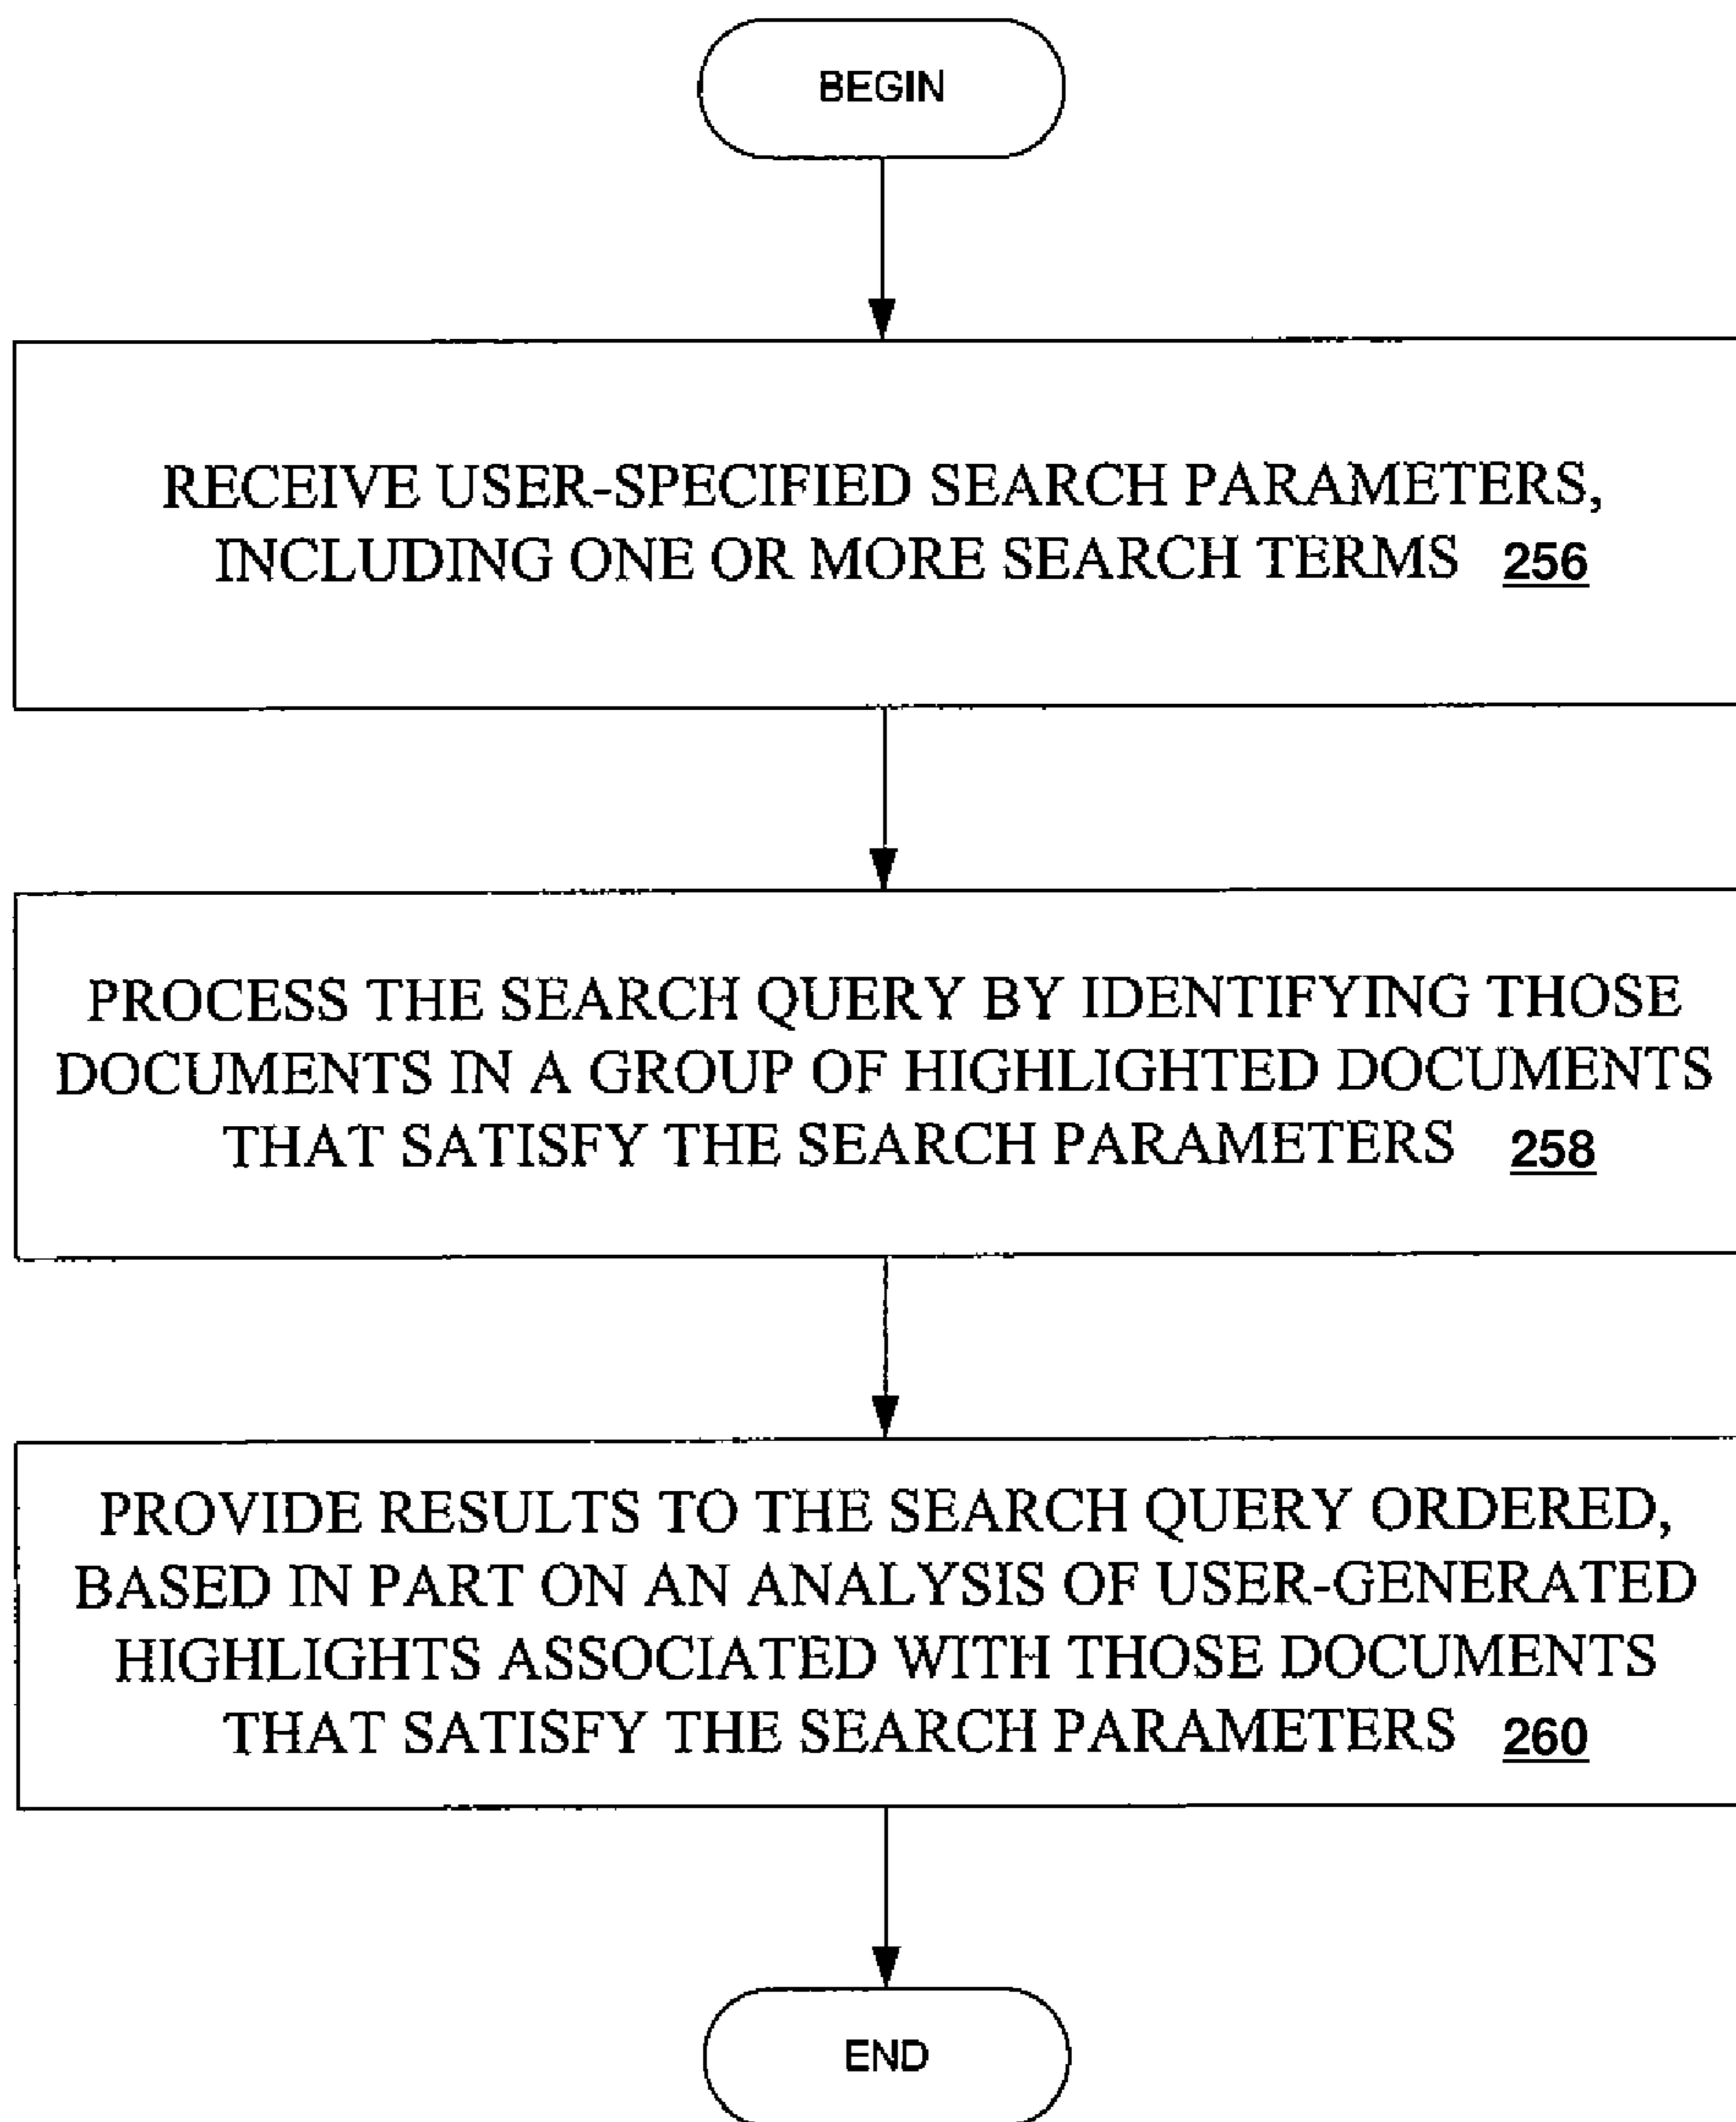 BEGIN
RECEIVE USER-SPECIFIED SEARCH PARAMETERS,
INCLUDING ONE OR MORE SEARCH TERMS 256
PROCESS THE SEARCH QUERY BY IDENTIFYING THOSE
DOCUMENTS IN A GROUP OF HIGHLIGHTED DOCUMENTS
THAT SATISFY THE SEARCH PARAMETERS 258
PROVIDE RESULTS TO THE SEARCH QUERY ORDERED,
BASED IN PART ON AN ANALYSIS OF USER-GENERATED
HIGHLIGHTS ASSOCIATED WITH THOSE DOCUMENTS
THAT SATISFY THE SEARCH PARAMETERS 260
END